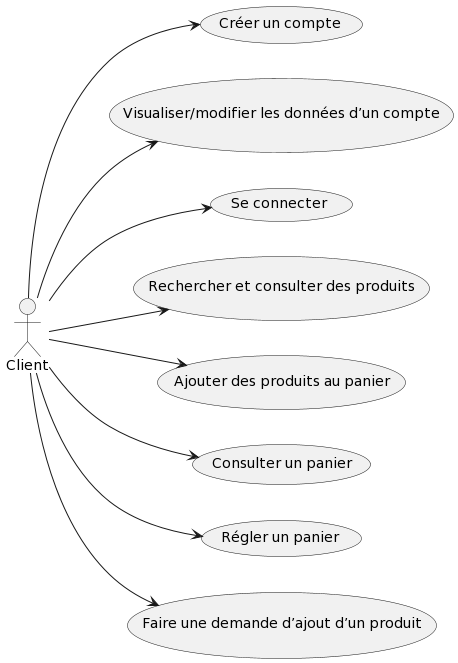 Créer un compte
Visualiser/modifier les données d’un compte
Se connecter
Rechercher et consulter des produits
Client
Ajouter des produits au panier
Consulter un panier
Régler un panier
Faire une demande d’ajout d’un produit